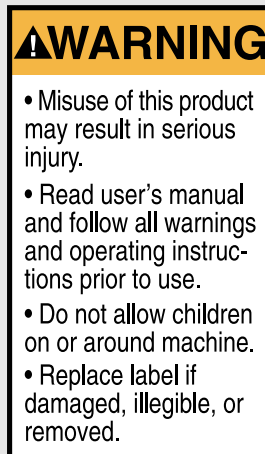 WARNING
• Misuse of this product
may result in serious
injury.
• Read user's manual
and follow all warnings
and operating instruc-
tions prior to use.
• Do not allow children
on or around machine.
• Replace label if
damaged, illegible, or
removed.